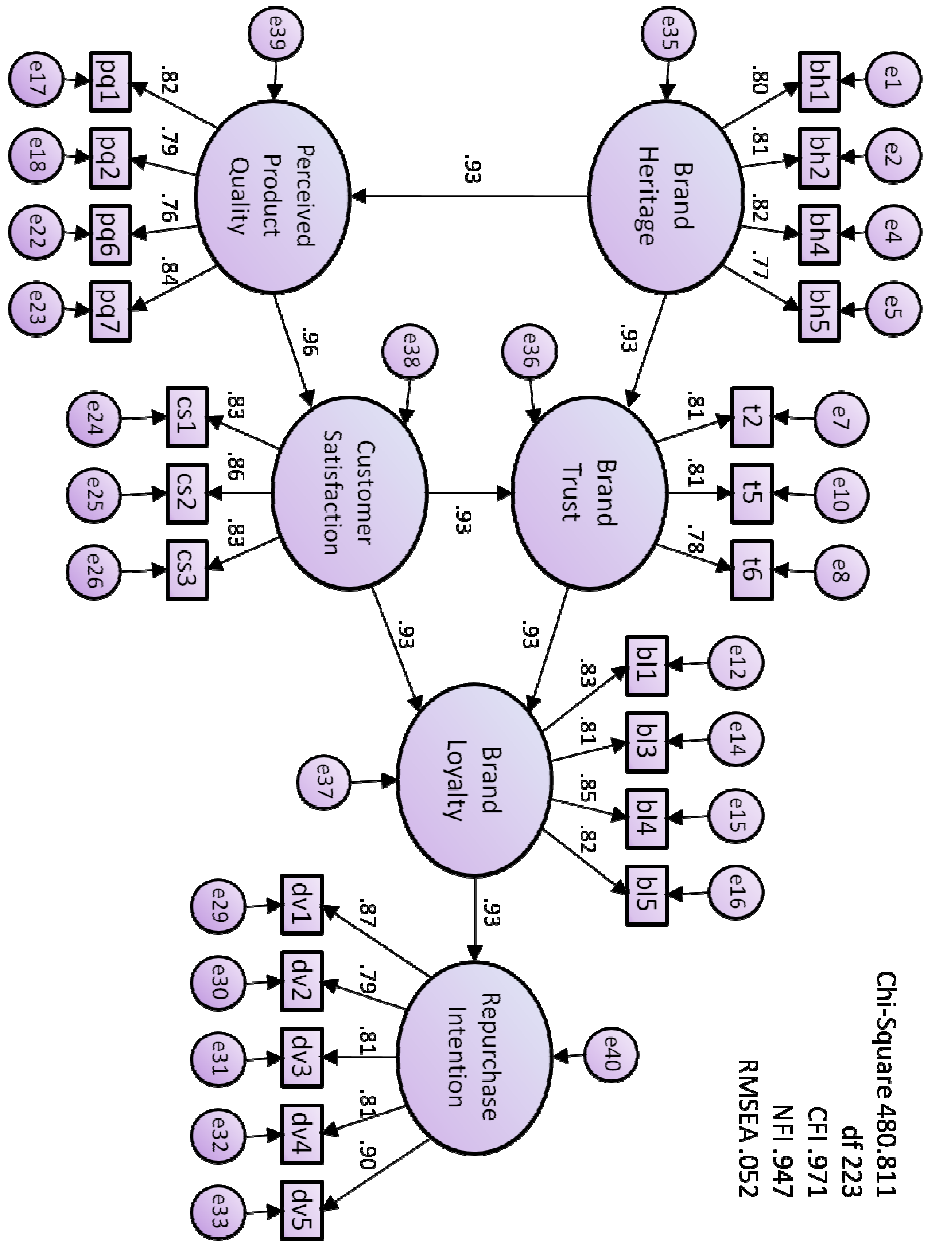 Chi-Square 480.811
df 223
CFI .971
NFI .947
RMSEA .052
e1
e2
e4
e5
bh1
bh2
bh4
bh5
.80
.81
.82
.77
e35
Brand
Heritage
.93
.93
e7
e10
e8
t2
t5
t6
.81
.81
.78
e36
Brand
Trust
.93
.93
e12
e14
e15
e16
bl1
bl3
bl4
bl5
.83
.81
.85
.82
Brand
Loyalty
e37
.93
e40
Repurchase
Intention
.87
.79
.81
.81
.90
dv1
dv2
dv3
dv4
dv5
e29
e30
e31
e32
e33
e38
Customer
Satisfaction
.93
.83
.86
.83
cs1
cs2
cs3
e24
e25
e26
e39
Perceived
Product
Quality
.96
.82
.79
.76
.84
pq1
pq2
pq6
pq7
e17
e18
e22
e23